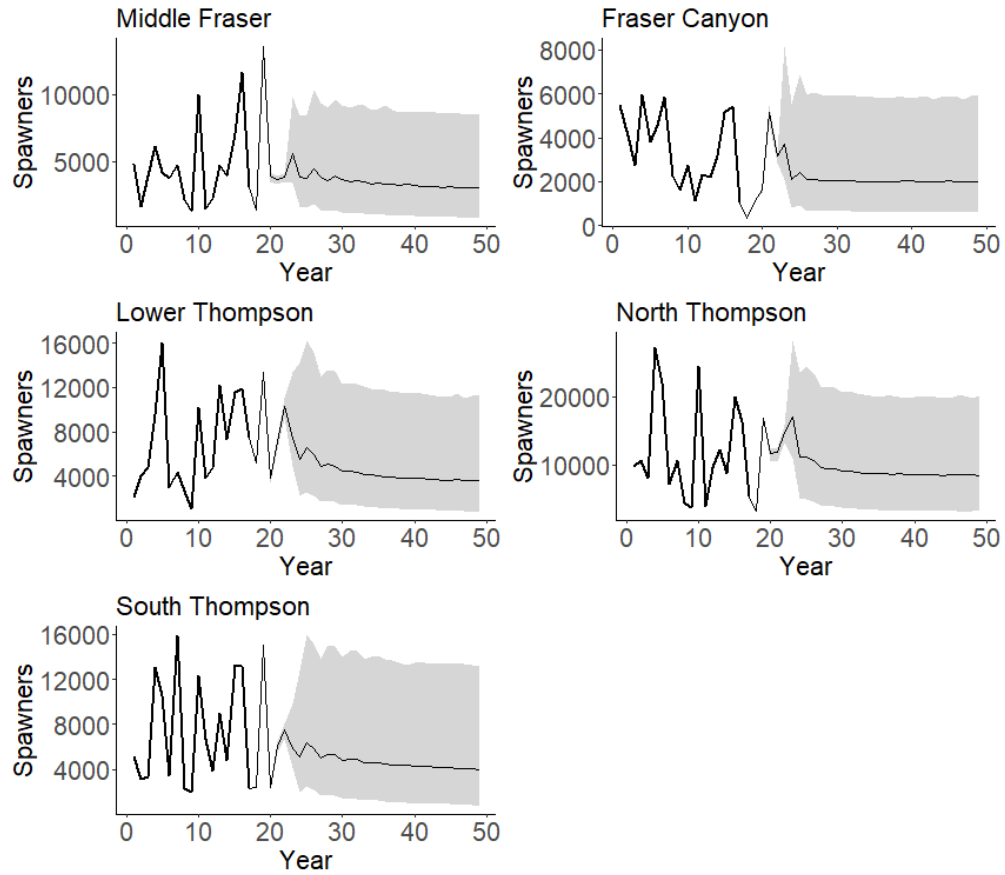 Middle Fraser
Spawners
10000
5000
0 10 20 30 40 50
Year
Fraser Canyon
Spawners
8000
6000
4000
2000
0
0 10 20 30 40 50
Year
Lower Thompson
Spawners
16000
12000
8000
4000
0 10 20 30 40 50
Year
North Thompson
Spawners
20000
10000
0 10 20 30 40 50
Year
South Thompson
Spawners
16000
12000
8000
4000
0 10 20 30 40 50
Year